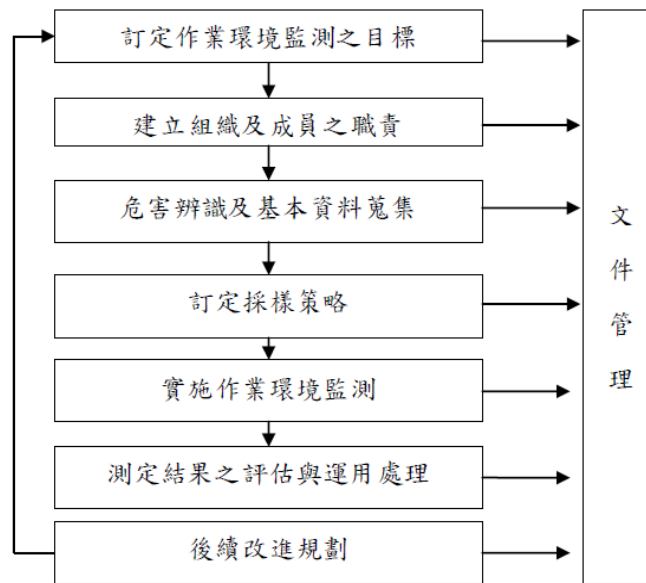 訂定作業環境監測之目標
建立組織及成員之職責
危害辨識及基本資料蒐集
訂定採樣策略
實施作業環境監測
測定結果之評估與運用處理
後續改進規劃
文件管理